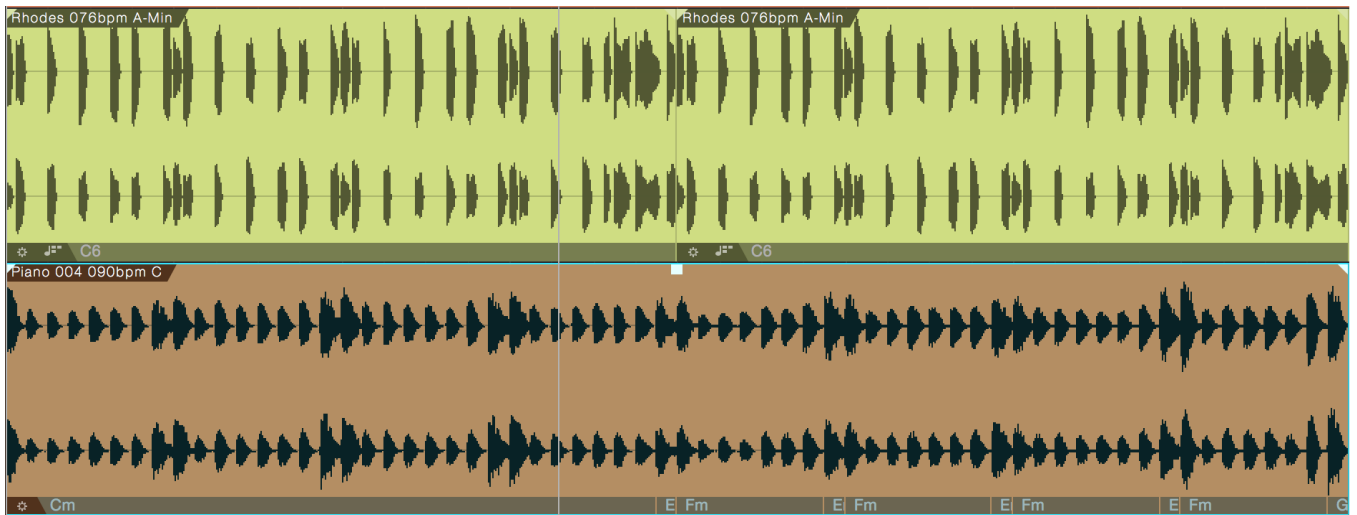 Rhodes 076bpm A-Min
Rhodes 076bpm A-Min
C6
C6
Piano 004 090bpm C
Cm
E
Fm
E
Fm
E
Fm
E
Fm
G